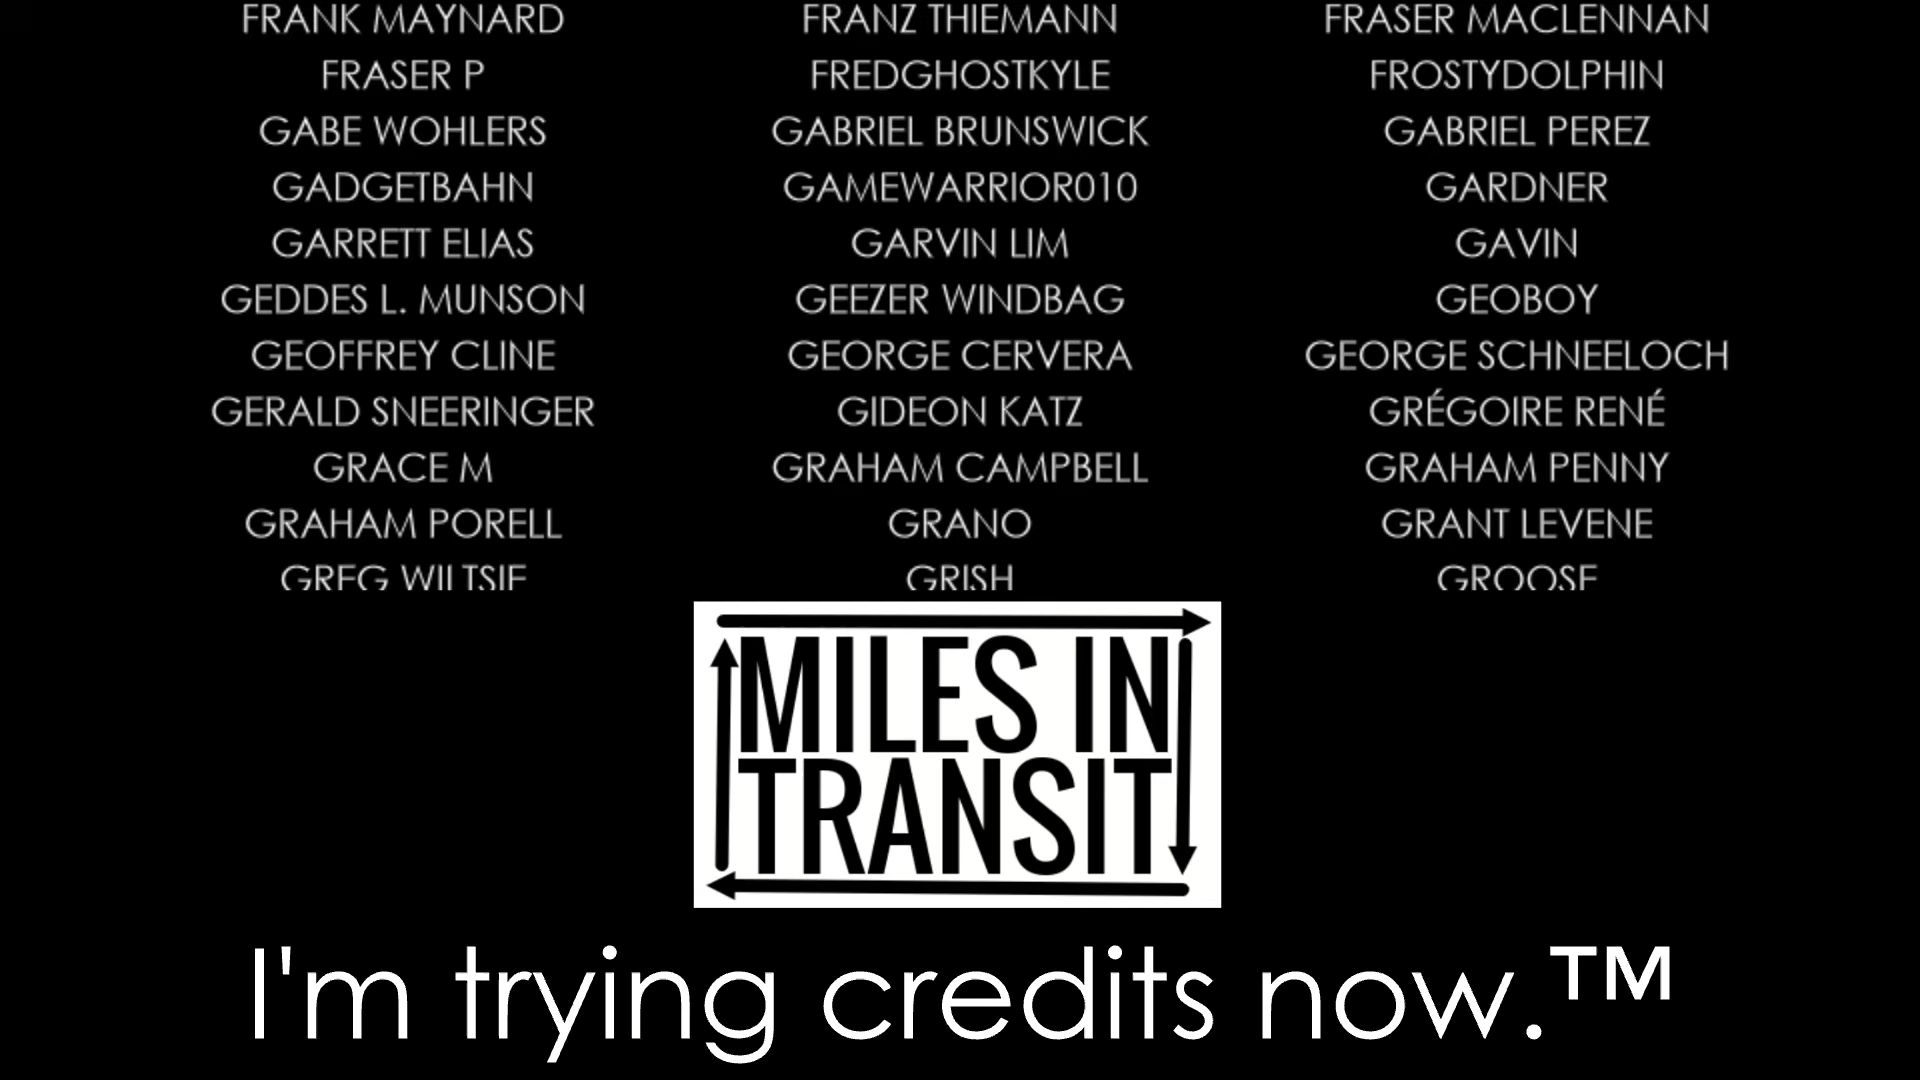 FRANK MAYNARD FRANZ THIEMANN FRASER MACLENNAN
FRASER P FREDGHOSTKYLE FROSTYDOLPHIN
GABE WOHLERS GABRIEL BRUNSWICK GABRIEL PEREZ
GADGETBAHN GAMEWARRIOR010 GARDNER
GARRETT ELIAS GARVIN LIM GAVIN
GEDDES L. MUNSON GEEZER WINDBAG GEOBOY
GEOFFREY CLINE GEORGE CERVERA GEORGE SCHNEELOCH
GERALD SNEERINGER GIDEON KATZ GRÉGOIRE RENÉ
GRACE M GRAHAM CAMPBELL GRAHAM PENNY
GRAHAM PORELL GRANO GRANT LEVENE
GREG WILTSIE GRISH GROOSE
MILES IN
TRANSIT
I'm trying credits now.™